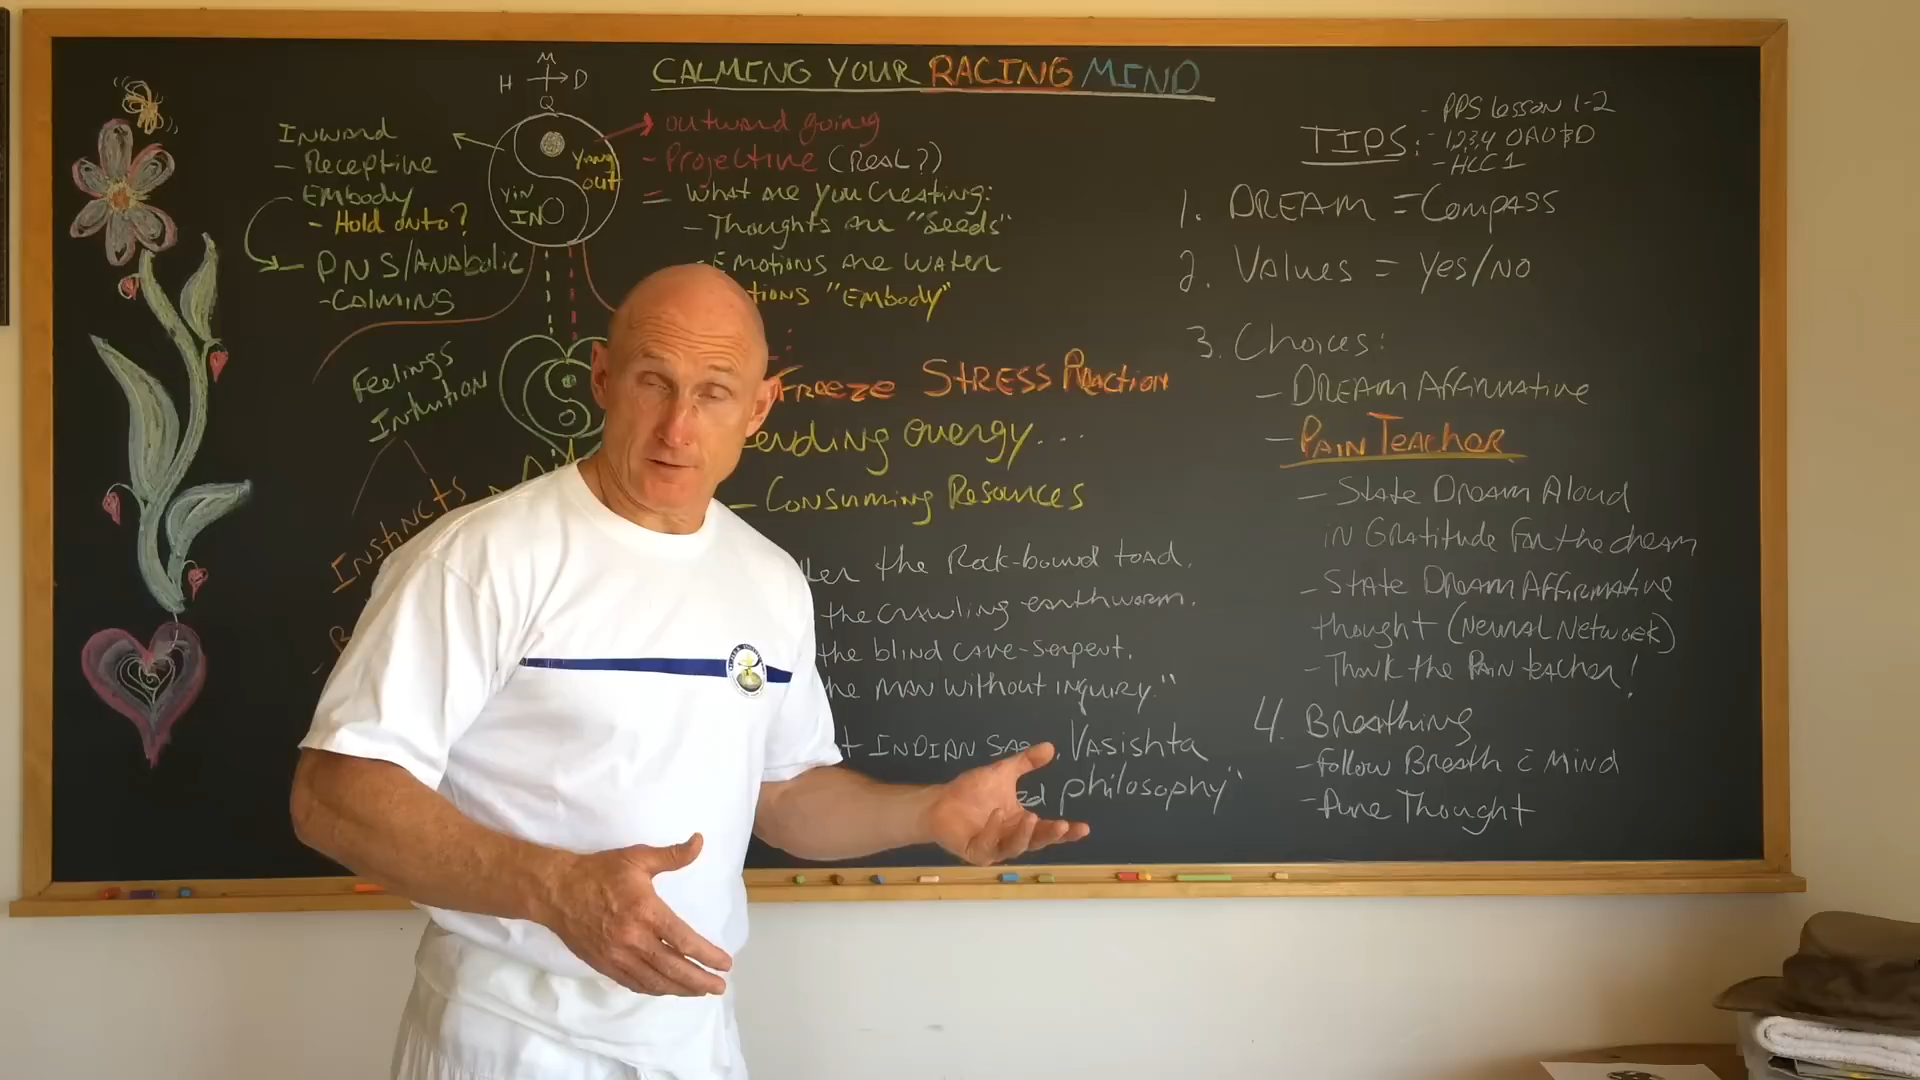 CALMING YOUR RACING MIND
M
H D
Q
Inward
- Receptive
- Embody
- Hold onto?
- PNS/Anabolic
- Calming
Yang
out
Yin
IN
outward going
- Projective (Real?)
= What are you Creating:
- Thoughts are "Seeds"
- Emotions are Water
"Embody"
Feelings
Intuition
Instincts
Freeze Stress Reaction
energy...
- Consuming Resources
the Rock-bound toad,
the crawling earthworm,
the blind cave-serpent,
man without inquiry."
Indian Vasishta
philosophy"
TIPS:
- PPS Lesson 1-2
- 1,2,3,4
- HLC 1
1. DREAM = Compass
2. Values = Yes/No
3. Choices:
- Dream Affirmative
- Pain Teacher
- State Dream Aloud
in Gratitude for the dream
- State Dream Affirmative
thought (Neural Network)
- Thank the Pain teacher!
4. Breathing
- Follow Breath c̄ Mind
- Pure Thought